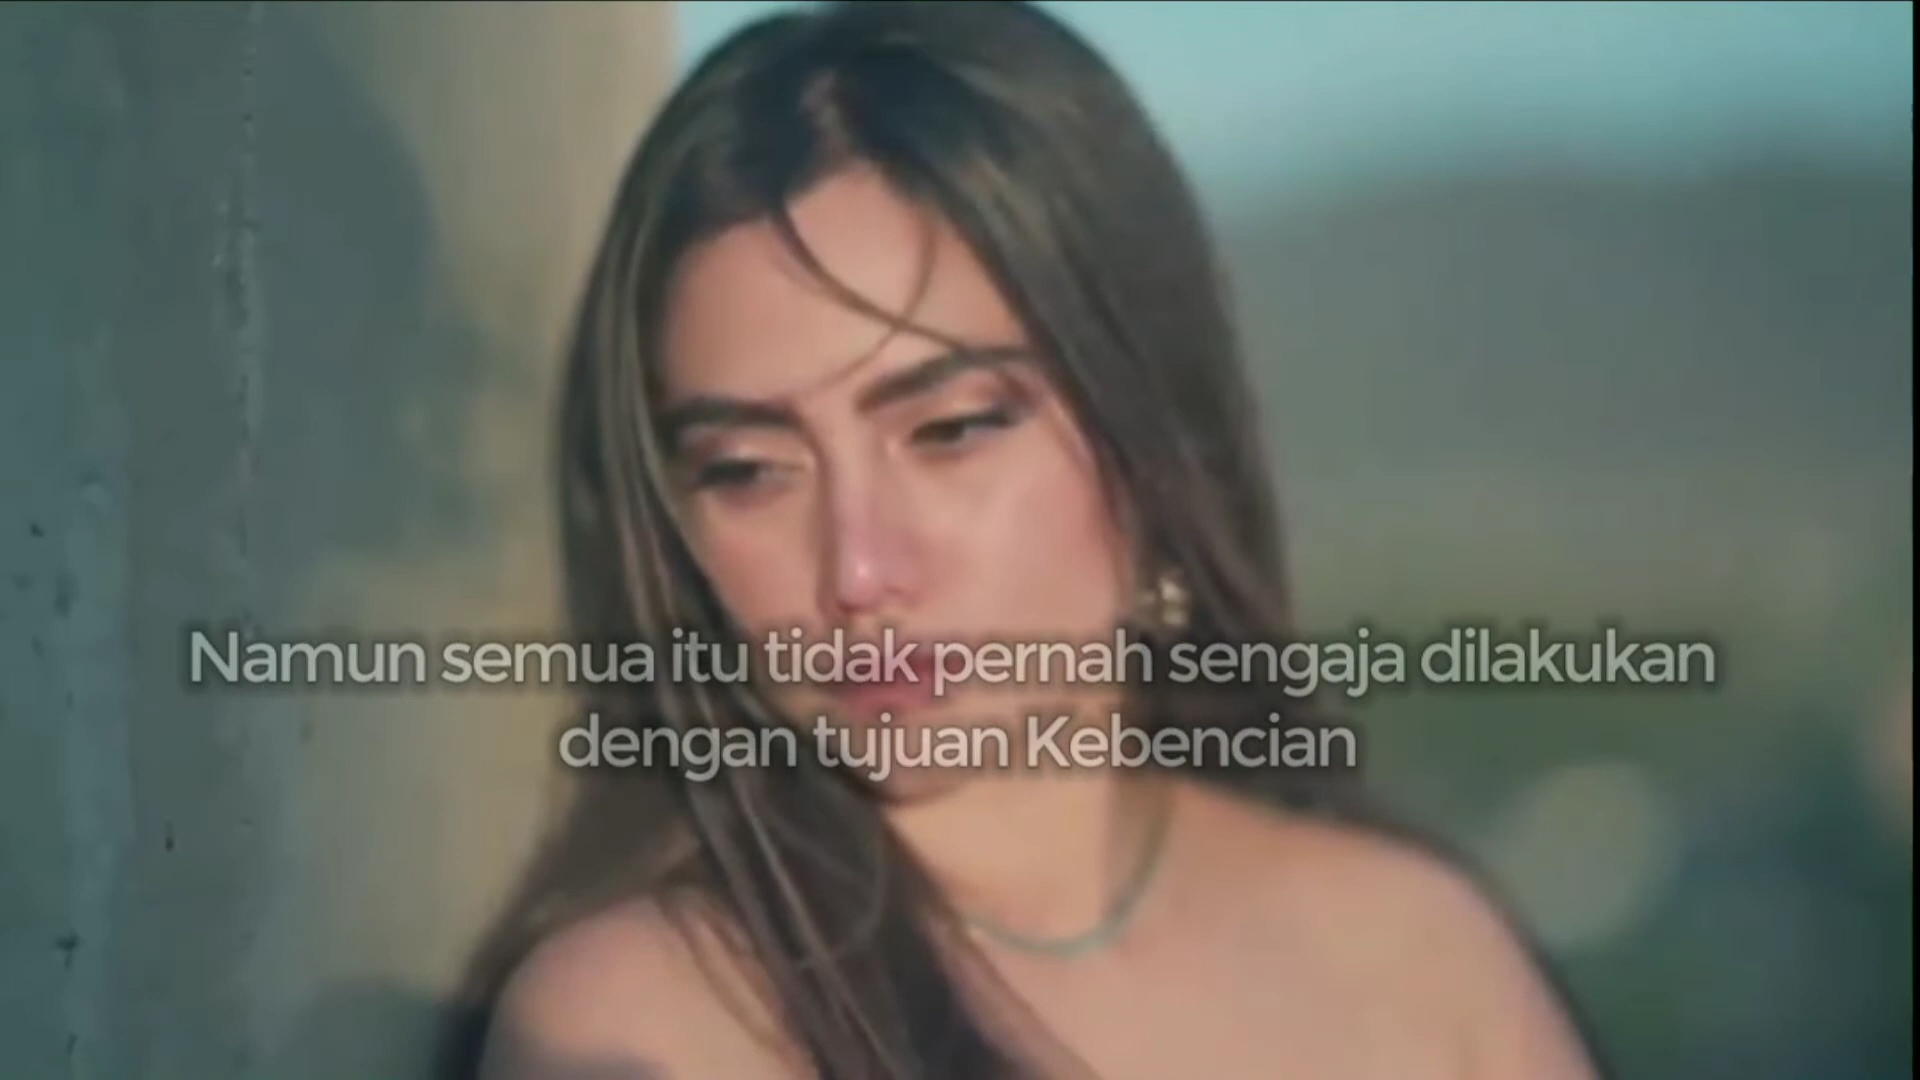 Namun semua itu tidak pernah sengaja dilakukan
dengan tujuan Kebencian